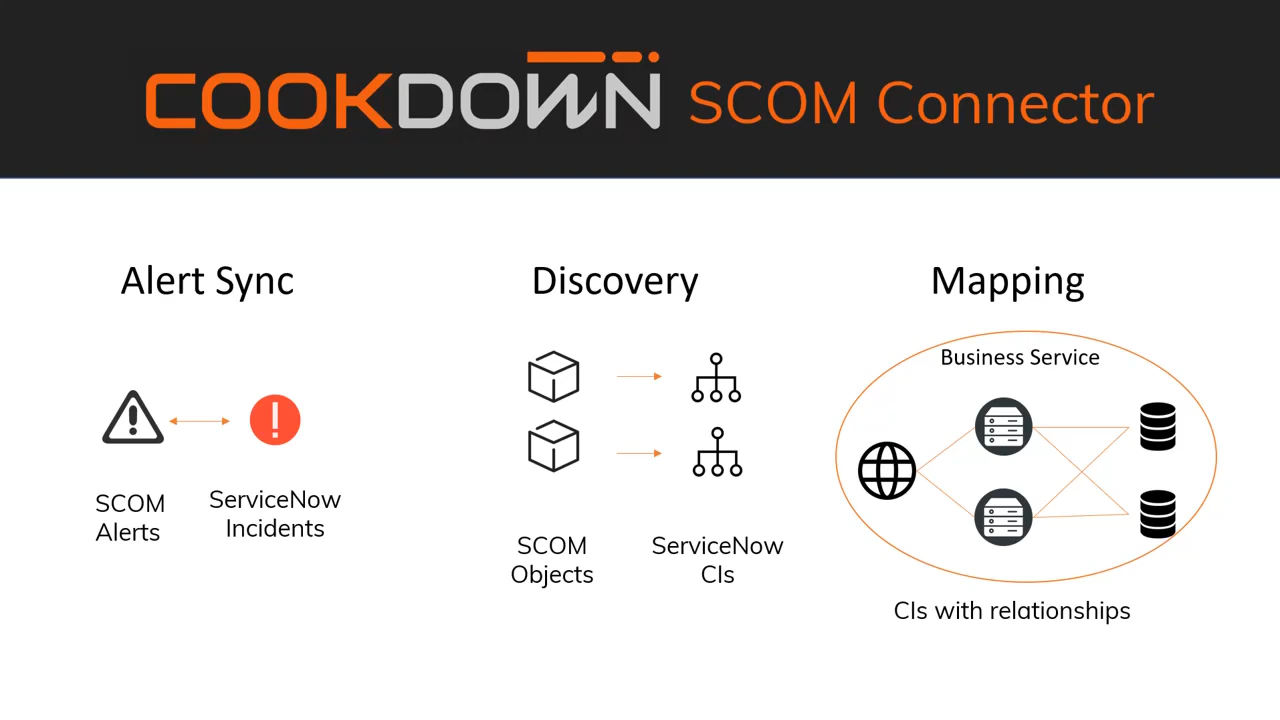 COOKDOWN SCOM Connector
Alert Sync
SCOM
Alerts
ServiceNow
Incidents
Discovery
SCOM
Objects
ServiceNow
CIs
Mapping
Business Service
CIs with relationships